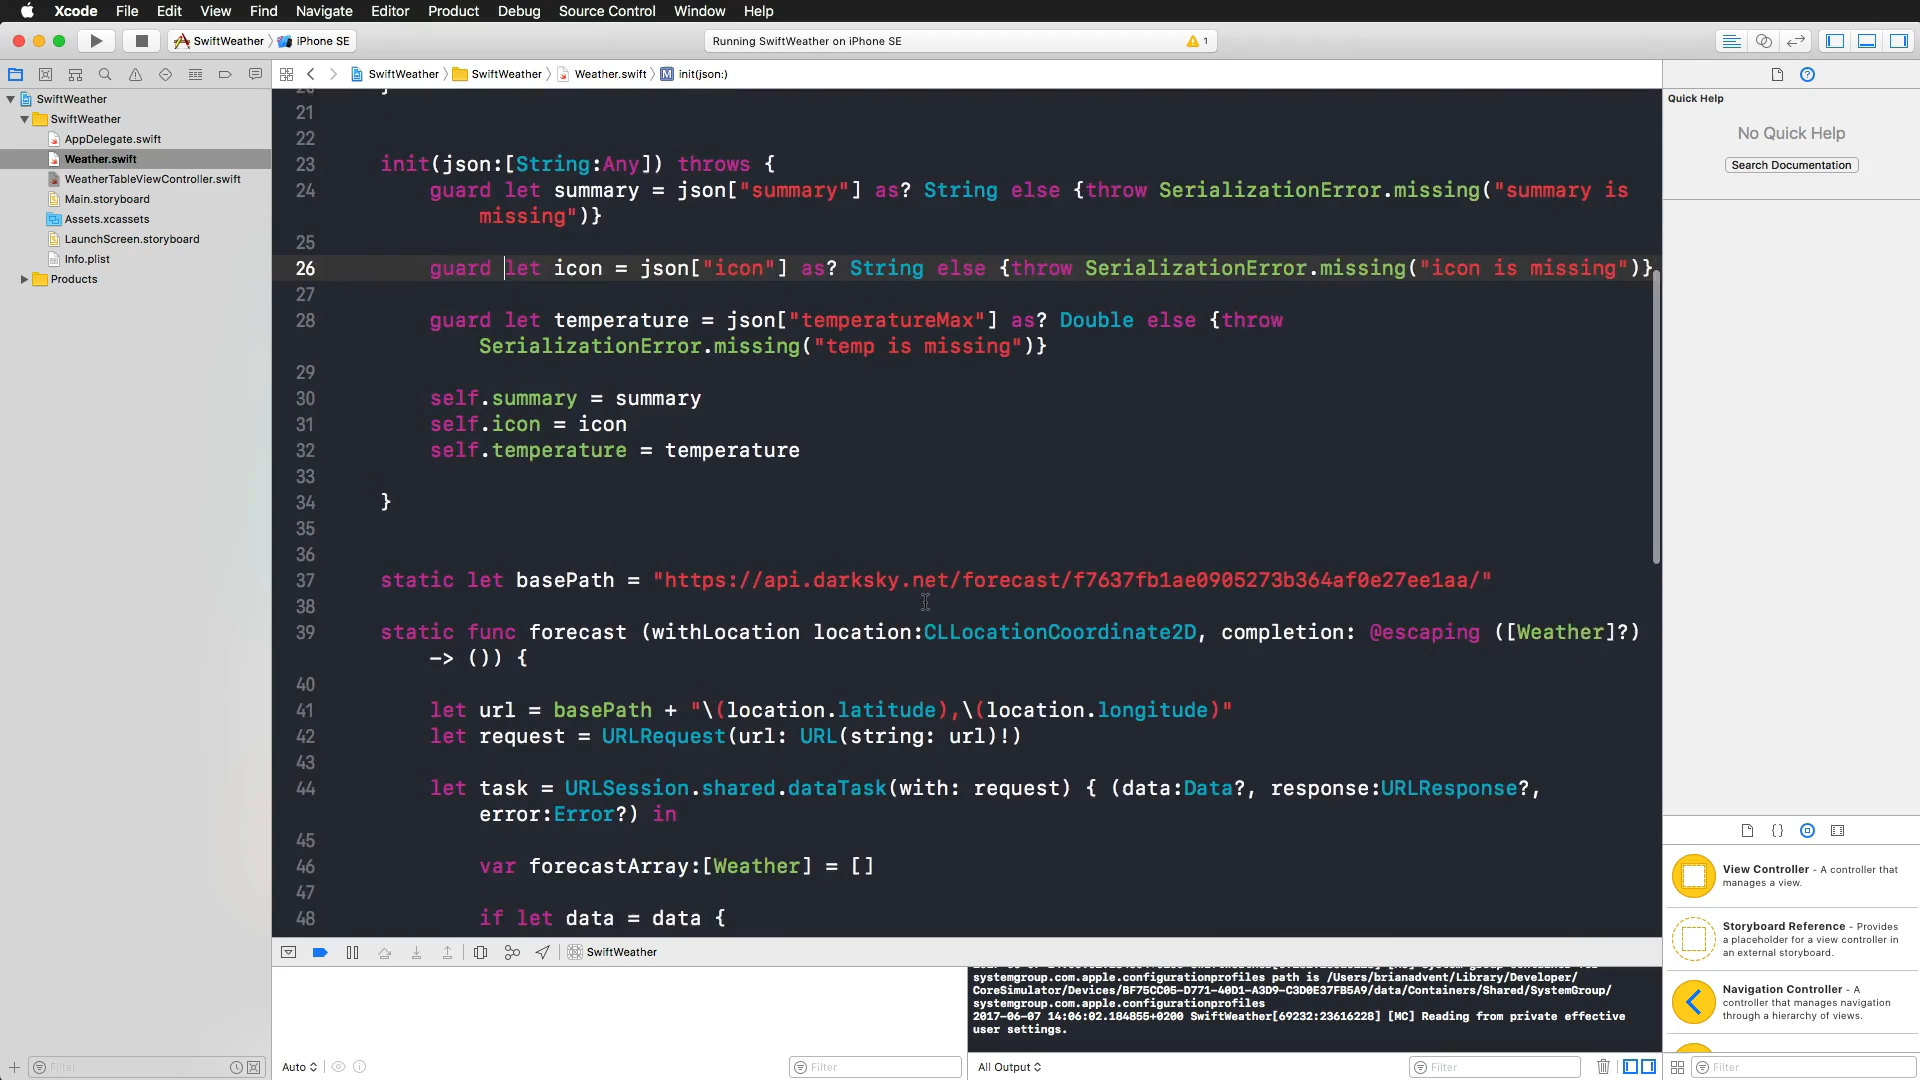 Xcode File Edit View Find Navigate Editor Product Debug Source Control Window Help
SwiftWeather iPhone SE
Running SwiftWeather on iPhone SE
1
SwiftWeather SwiftWeather Weather.swift M init(json:)
SwiftWeather
SwiftWeather
AppDelegate.swift
Weather.swift
WeatherTableViewController.swift
Main.storyboard
Assets.xcassets
LaunchScreen.storyboard
Info.plist
Products
Filter
20 }
21
22
23 init(json:[String:Any]) throws {
24 guard let summary = json["summary"] as? String else {throw SerializationError.missing("summary is
missing")}
25
26 guard let icon = json["icon"] as? String else {throw SerializationError.missing("icon is missing")}
27
28 guard let temperature = json["temperatureMax"] as? Double else {throw
SerializationError.missing("temp is missing")}
29
30 self.summary = summary
31 self.icon = icon
32 self.temperature = temperature
33
34 }
35
36
37 static let basePath = "https://api.darksky.net/forecast/f7637fb1ae0905273b364af0e27ee1aa/"
38
39 static func forecast (withLocation location:CLLocationCoordinate2D, completion: @escaping ([Weather]?)
-> ()) {
40
41 let url = basePath + "\(location.latitude),\(location.longitude)"
42 let request = URLRequest(url: URL(string: url)!)
43
44 let task = URLSession.shared.dataTask(with: request) { (data:Data?, response:URLResponse?,
error:Error?) in
45
46 var forecastArray:[Weather] = []
47
48 if let data = data {
SwiftWeather
Auto
Filter
systemgroup.com.apple.configurationprofiles path is /Users/brianadvent/Library/Developer/
CoreSimulator/Devices/BF75CC05-D771-40D1-A3D9-C3D0E37FB5A9/data/Containers/Shared/SystemGroup/
systemgroup.com.apple.configurationprofiles
2017-06-07 14:06:02.184855+0200 SwiftWeather[69232:23616228] [MC] Reading from private effective
user settings.
All Output
Filter
Quick Help
No Quick Help
Search Documentation
{}
View Controller - A controller that
manages a view.
Storyboard Reference - Provides
a placeholder for a view controller in
an external storyboard.
Navigation Controller - A
controller that manages navigation
through a hierarchy of views.
Filter